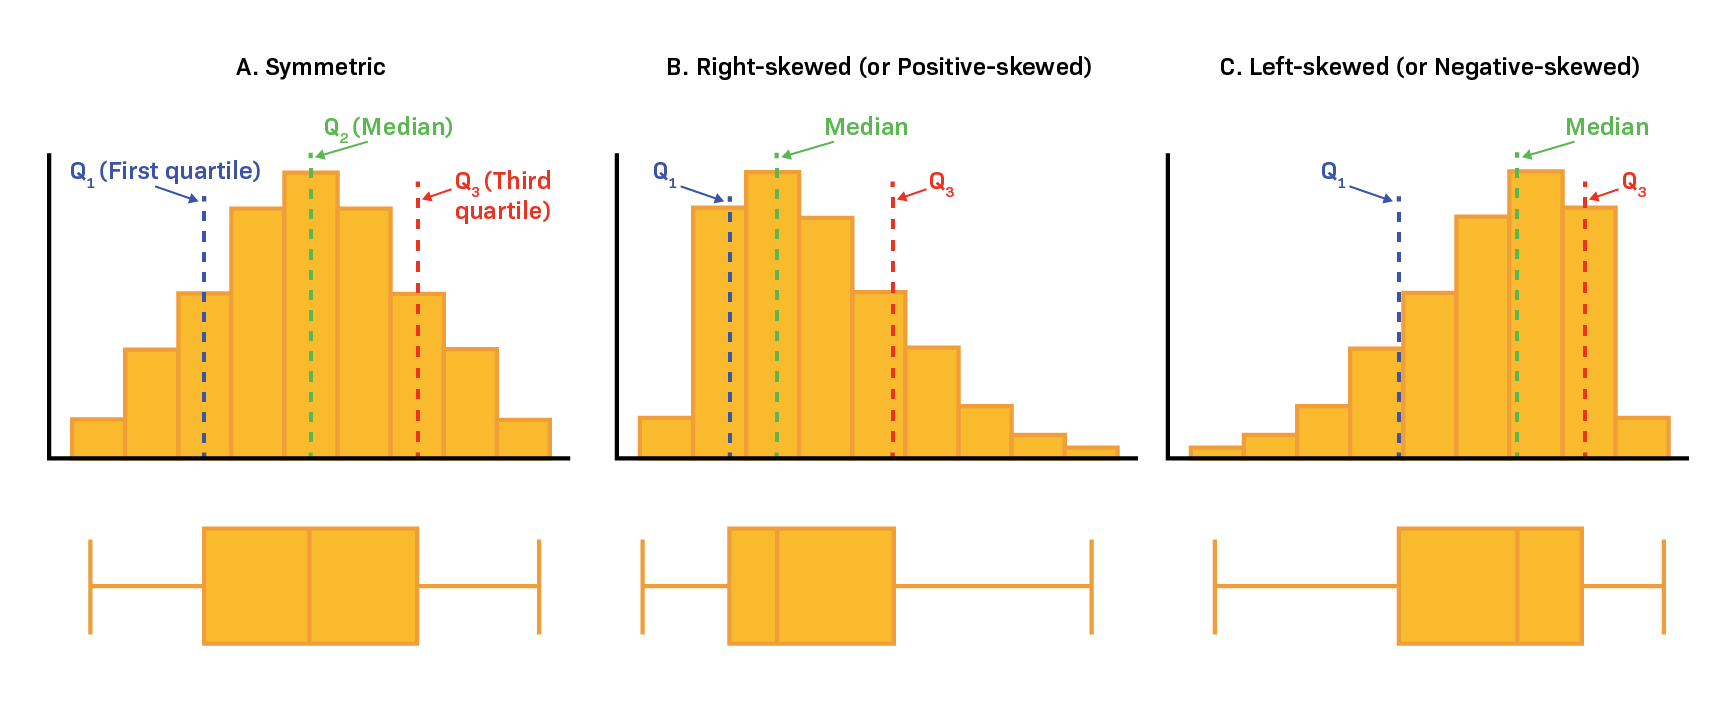 A. Symmetric
Q2 (Median)
Q1 (First quartile)
Q3 (Third
quartile)
B. Right-skewed (or Positive-skewed)
Median
Q1
Q3
C. Left-skewed (or Negative-skewed)
Median
Q1
Q3